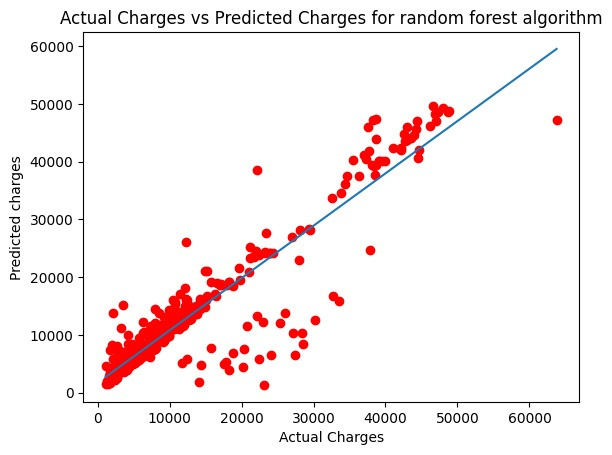 Actual Charges vs Predicted Charges for random forest algorithm
60000
50000
40000
30000
20000
10000
0
Predicted charges
0 10000 20000 30000 40000 50000 60000
Actual Charges